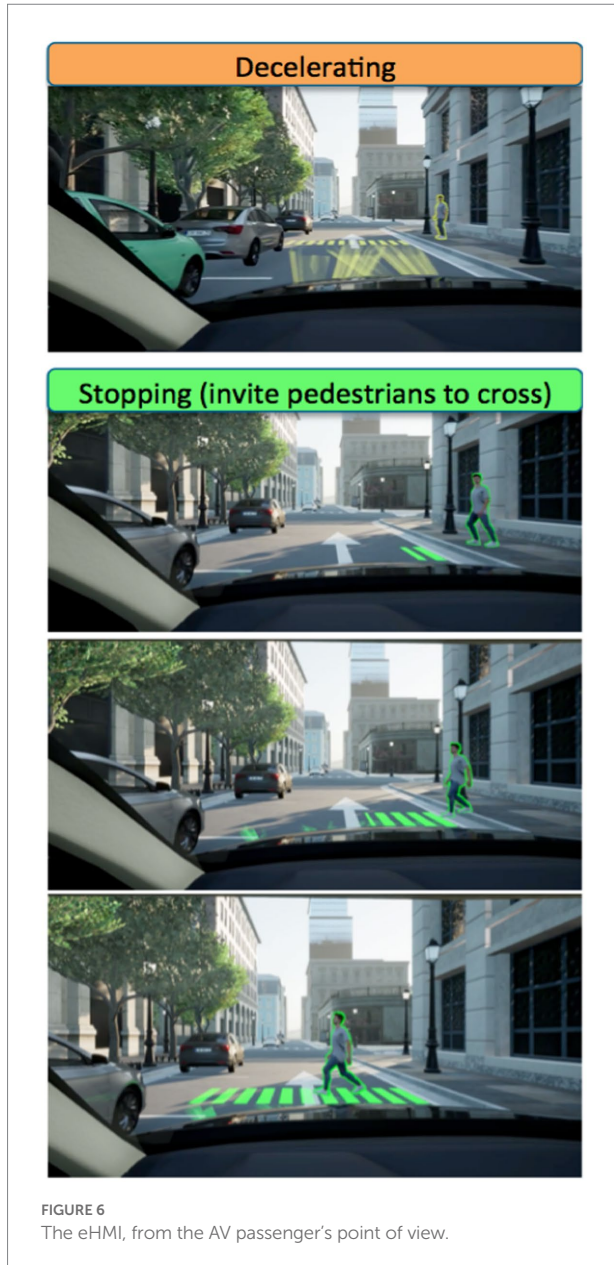 Decelerating
Stopping (invite pedestrians to cross)
FIGURE 6
The eHMI, from the AV passenger's point of view.